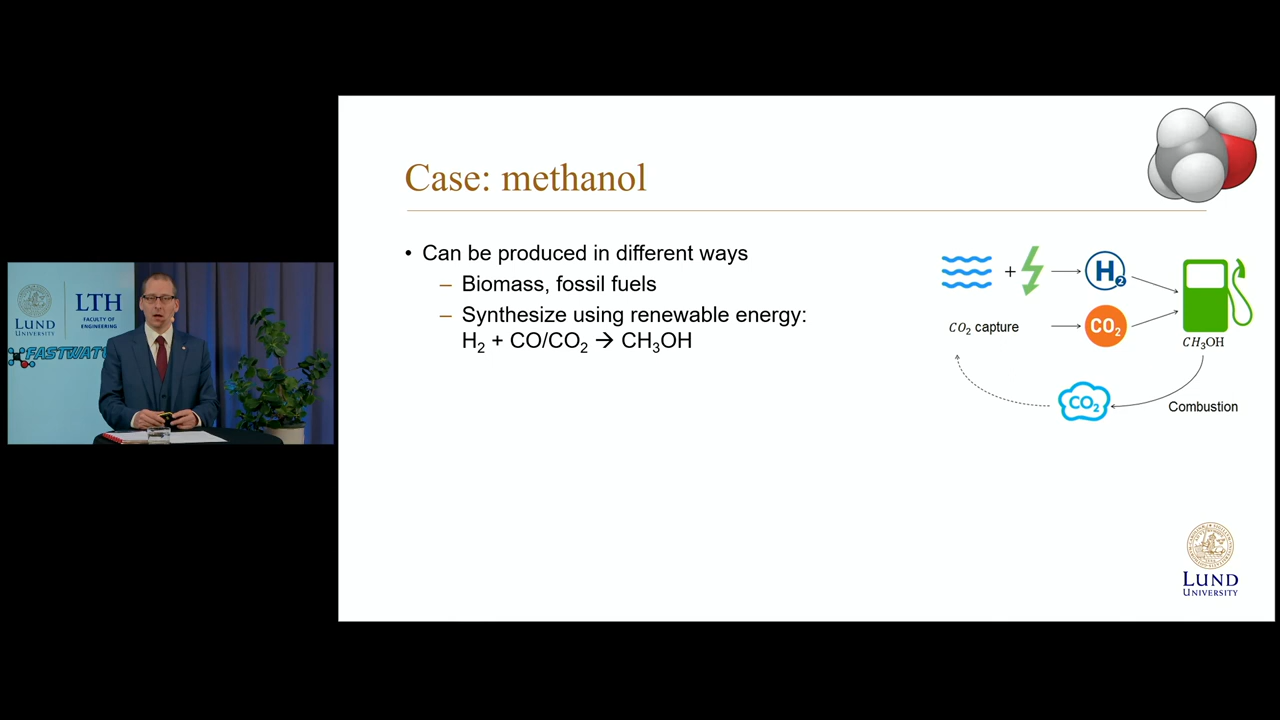 Case: methanol
• Can be produced in different ways
– Biomass, fossil fuels
– Synthesize using renewable energy:
H₂ + CO/CO₂ → CH₃OH
+
H₂
CO₂ capture
CO₂
CH₃OH
CO₂
Combustion
LUND
UNIVERSITY
LUND
UNIVERSITY
LTH
FACULTY OF
ENGINEERING
FASTWAT